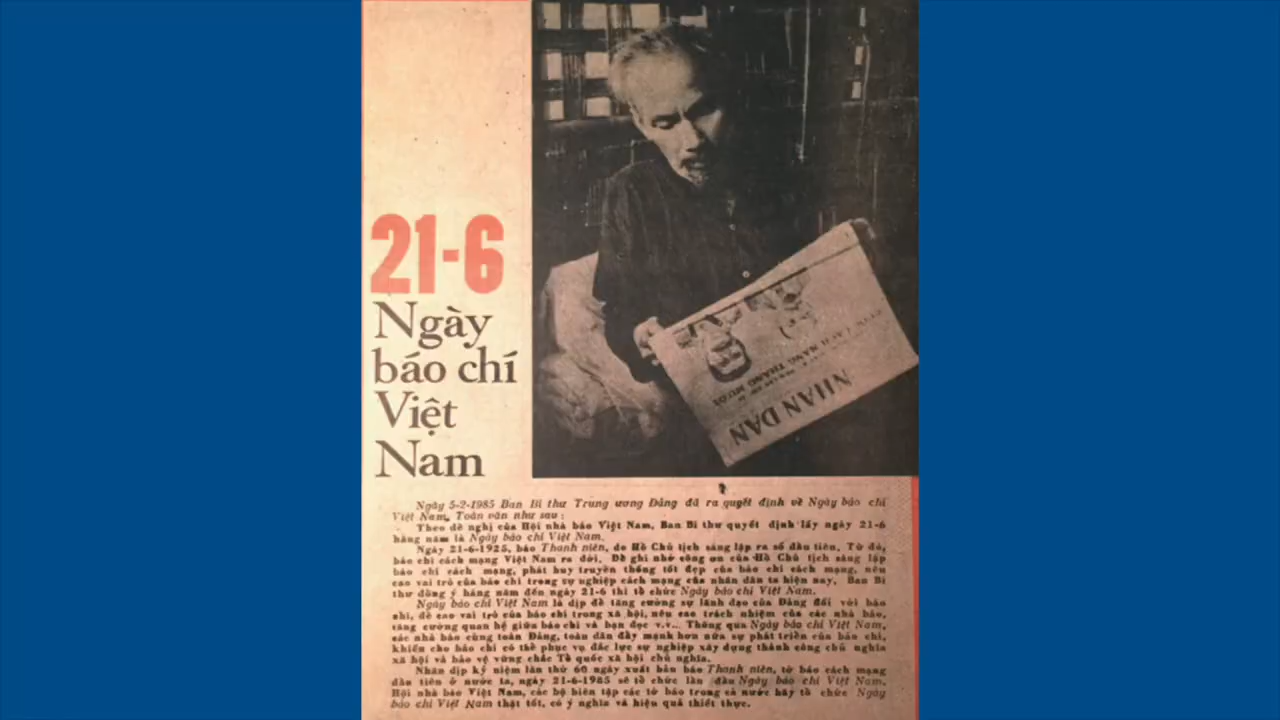 21-6
Ngày
báo chí
Việt
Nam
NHÂN DÂN
Ngày 5-2-1985 Ban Bí thư Trung ương Đảng đã ra quyết định về Ngày báo chí
Việt Nam. Toàn văn như sau :
Theo đề nghị của Hội nhà báo Việt Nam, Ban Bí thư quyết định lấy ngày 21-6
hàng năm là Ngày báo chí Việt Nam.
Ngày 21-6-1925, báo Thanh niên, do Hồ Chủ tịch sáng lập ra số đầu tiên. Từ đó,
báo chí cách mạng Việt Nam ra đời. Để ghi nhớ công ơn của Hồ Chủ tịch sáng lập
báo chí cách mạng, phát huy truyền thống tốt đẹp của báo chí cách mạng, nêu
cao vai trò của báo chí trong sự nghiệp cách mạng của nhân dân ta hiện nay, Ban Bí
thư đồng ý hàng năm đến ngày 21-6 thì tổ chức Ngày báo chí Việt Nam.
Ngày báo chí Việt Nam là dịp để tăng cường sự lãnh đạo của Đảng đối với báo
chí, đề cao vai trò của báo chí trong xã hội, nêu cao trách nhiệm của các nhà báo,
tăng cường quan hệ giữa báo chí và bạn đọc v.v... Thông qua Ngày báo chí Việt Nam,
các nhà báo cùng toàn Đảng, toàn dân đẩy mạnh hơn nữa sự phát triển của báo chí,
khiến cho báo chí có thể phục vụ đắc lực sự nghiệp xây dựng thành công chủ nghĩa
xã hội và bảo vệ vững chắc Tổ quốc xã hội chủ nghĩa.
Nhân dịp kỷ niệm lần thứ 60 ngày xuất bản báo Thanh niên, tờ báo cách mạng
đầu tiên ở nước ta, ngày 21-6-1985 sẽ tổ chức lần đầu Ngày báo chí Việt Nam.
Hội nhà báo Việt Nam, các bộ biên tập các tờ báo trong cả nước hãy tổ chức Ngày
báo chí Việt Nam thật tốt, có ý nghĩa và hiệu quả thiết thực.